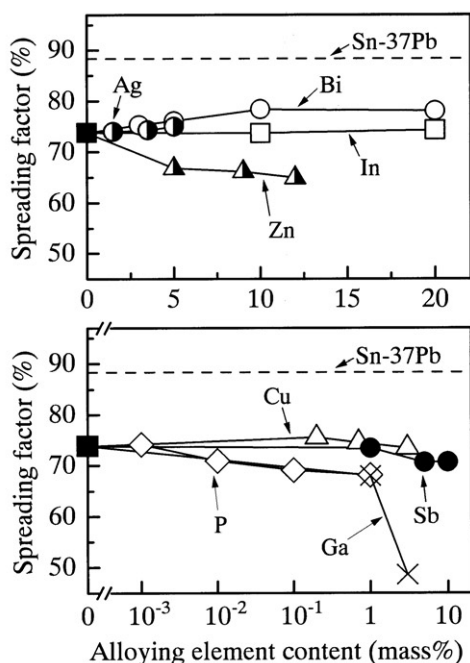 Spreading factor (%)
90
80
70
60
50
Sn-37Pb
Ag
Bi
In
Zn
0 5 10 15 20
Spreading factor (%)
90
80
70
60
50
Sn-37Pb
Cu
P
Ga
Sb
0 10-3 10-2 10-1 1 10
Alloying element content (mass%)